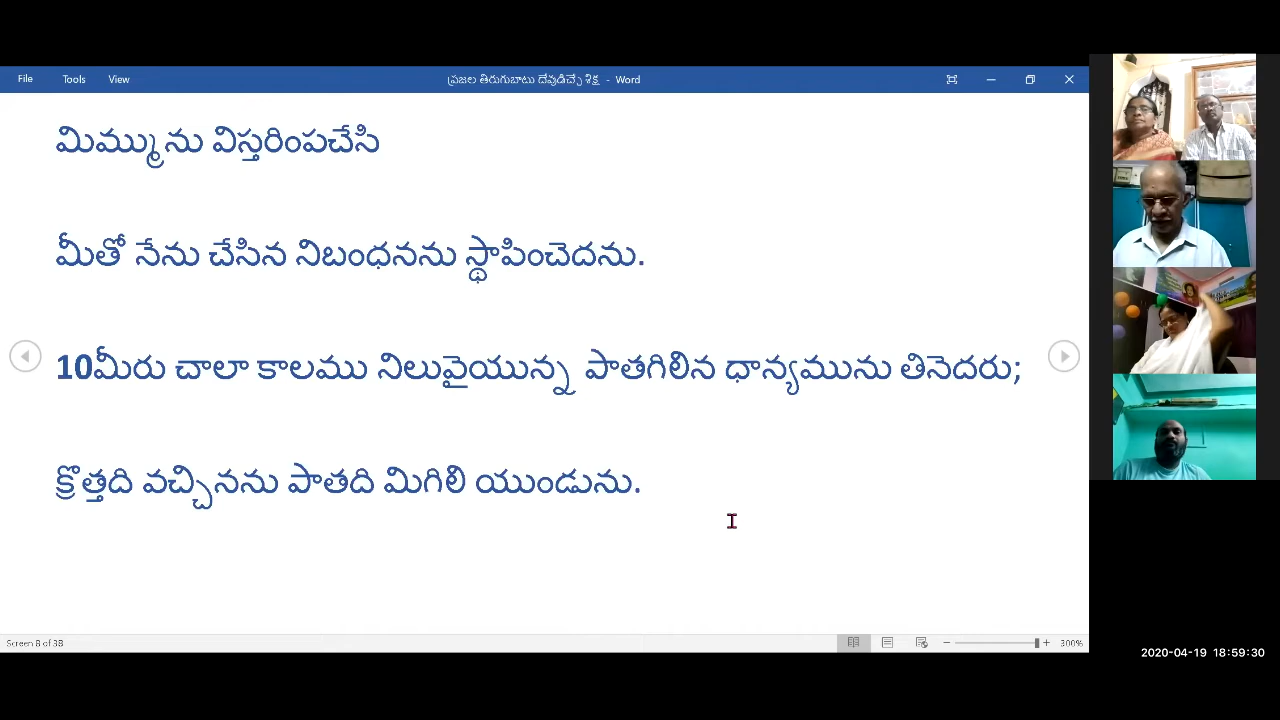 File Tools View ప్రజల తిరుగుబాటు దేవుడిచ్చే శిక్ష - Word
మిమ్మును విస్తరింపచేసి
మీతో నేను చేసిన నిబంధనను స్థాపించెదను.
10మీరు చాలా కాలము నిలువైయున్న పాతగిలిన ధాన్యమును తినెదరు;
క్రొత్తది వచ్చినను పాతది మిగిలి యుండును.
Screen 8 of 38
300%
2020-04-19 18:59:30